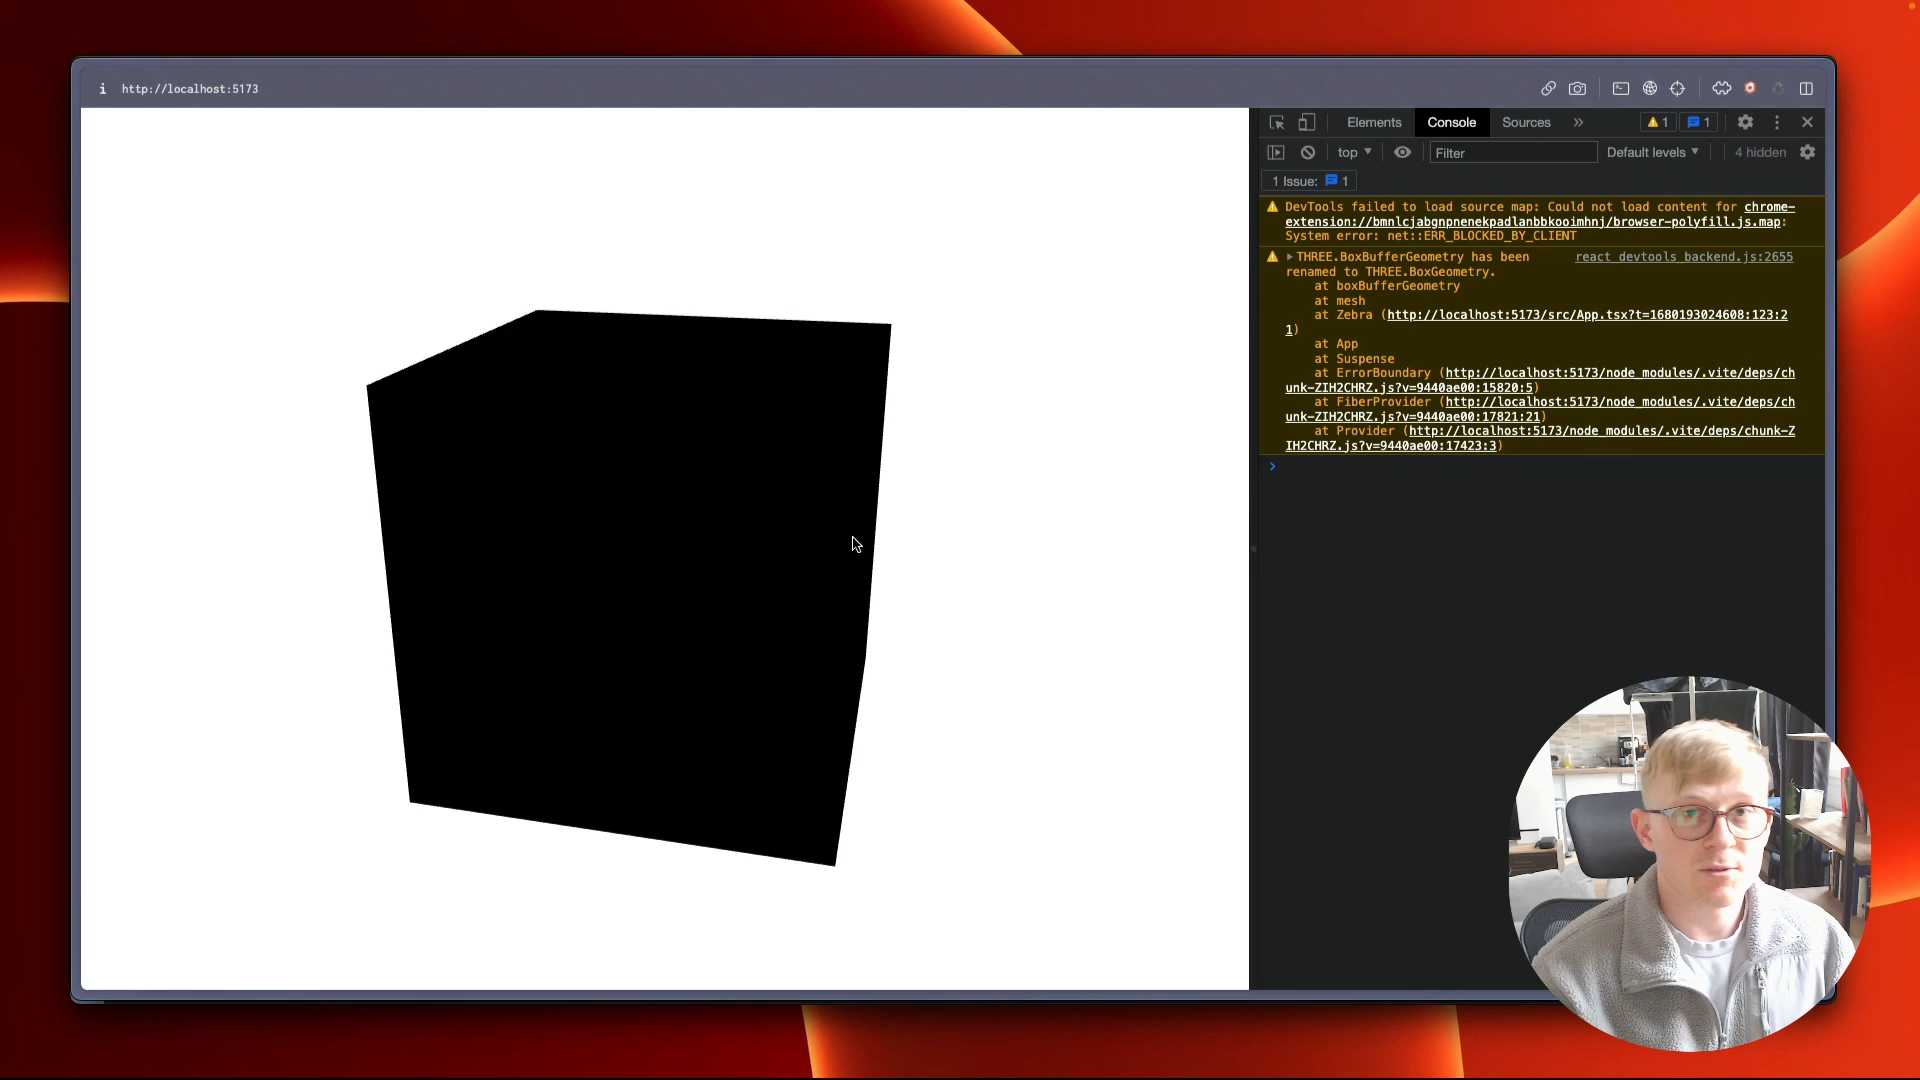 i http://localhost:5173
Elements Console Sources » 1 1
top Filter Default levels 4 hidden
1 Issue: 1
DevTools failed to load source map: Could not load content for chrome-
extension://bmnlcjabgnpnenekpadlanbbkooimhnj/browser-polyfill.js.map:
System error: net::ERR_BLOCKED_BY_CLIENT
THREE.BoxBufferGeometry has been react_devtools_backend.js:2655
renamed to THREE.BoxGeometry.
at boxBufferGeometry
at mesh
at Zebra (http://localhost:5173/src/App.tsx?t=1680193024608:123:2
1)
at App
at Suspense
at ErrorBoundary (http://localhost:5173/node_modules/.vite/deps/ch
unk-ZIH2CHRZ.js?v=9440ae00:15820:5)
at FiberProvider (http://localhost:5173/node_modules/.vite/deps/ch
unk-ZIH2CHRZ.js?v=9440ae00:17821:21)
at Provider (http://localhost:5173/node_modules/.vite/deps/chunk-Z
IH2CHRZ.js?v=9440ae00:17423:3)